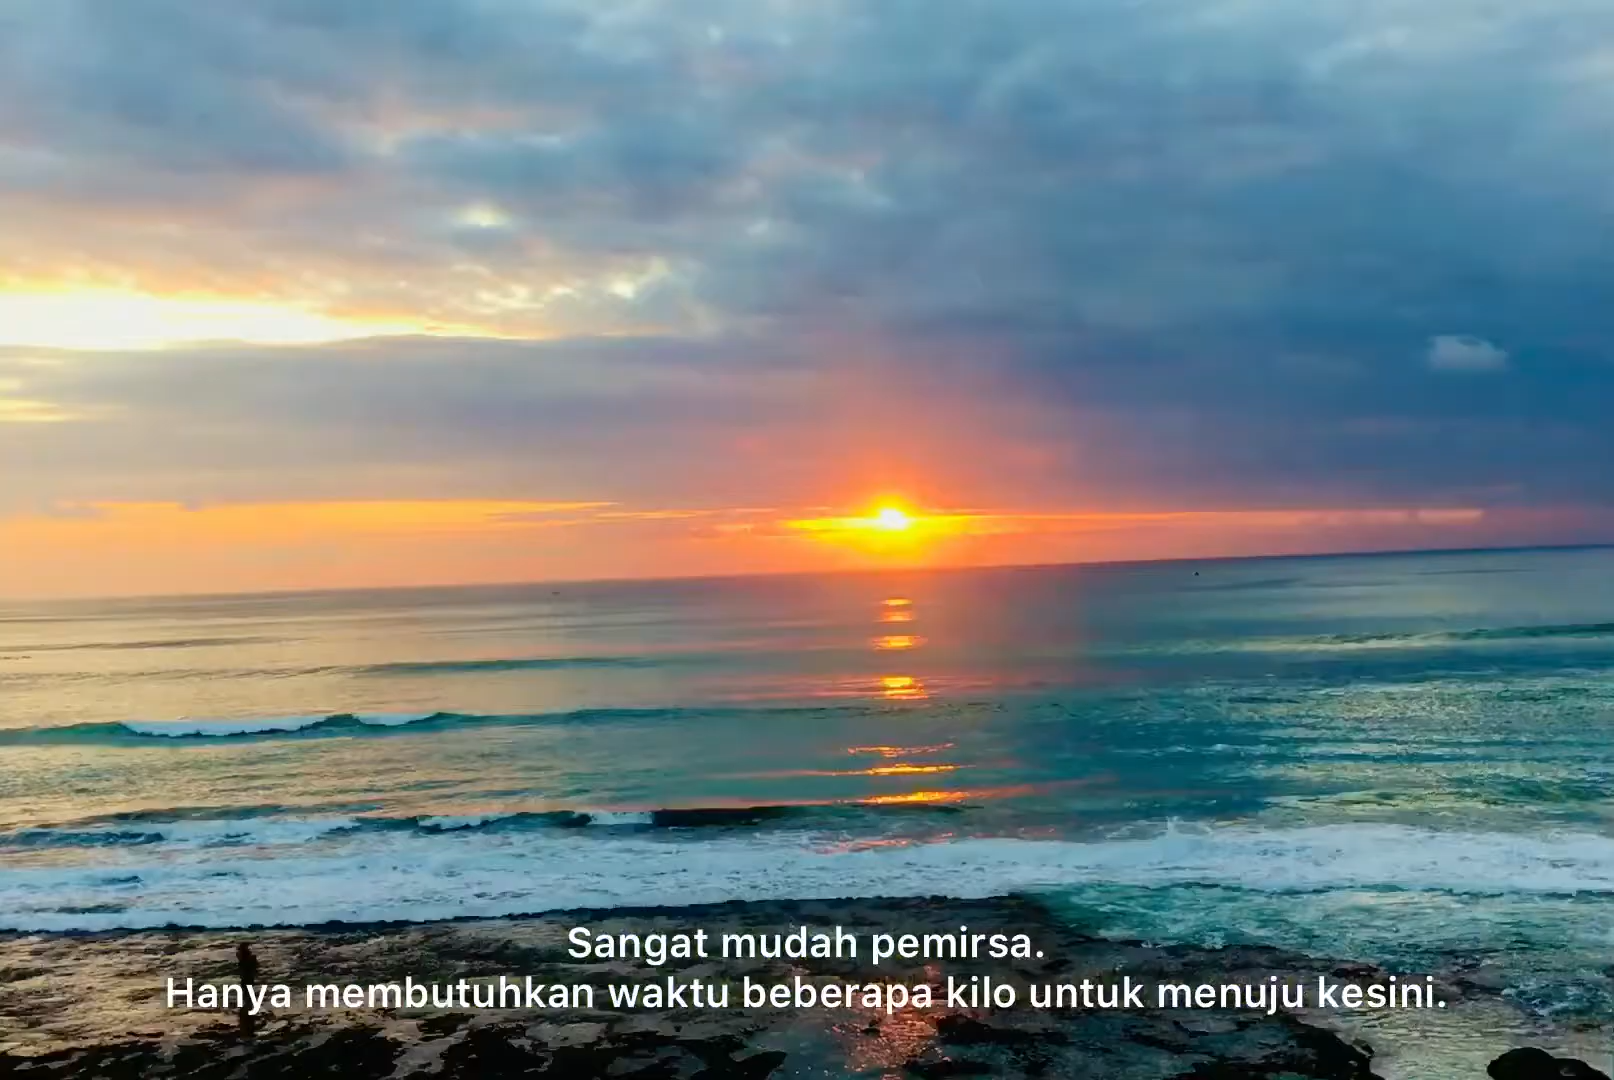 Sangat mudah pemirsa.
Hanya membutuhkan waktu beberapa kilo untuk menuju kesini.